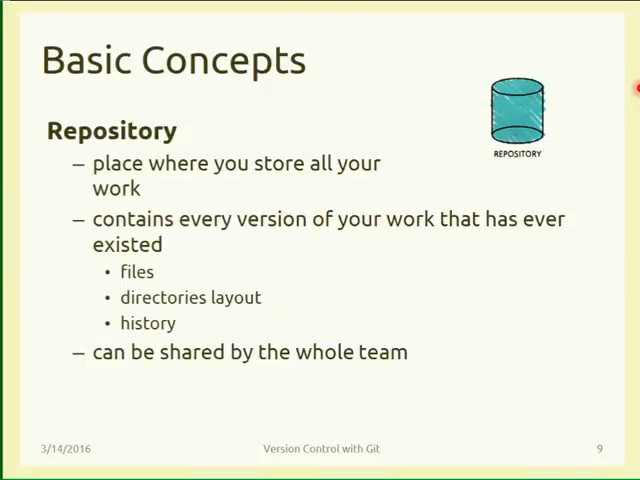 Basic Concepts
REPOSITORY
Repository
– place where you store all your
work
– contains every version of your work that has ever
existed
• files
• directories layout
• history
– can be shared by the whole team
3/14/2016 Version Control with Git 9